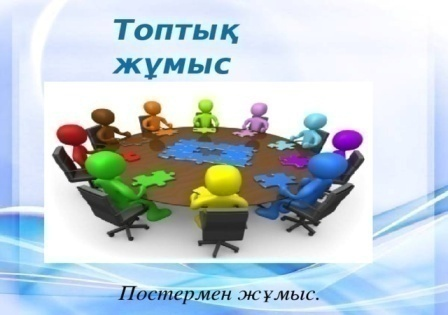 Топтық
жұмыс
Постермен жұмыс.